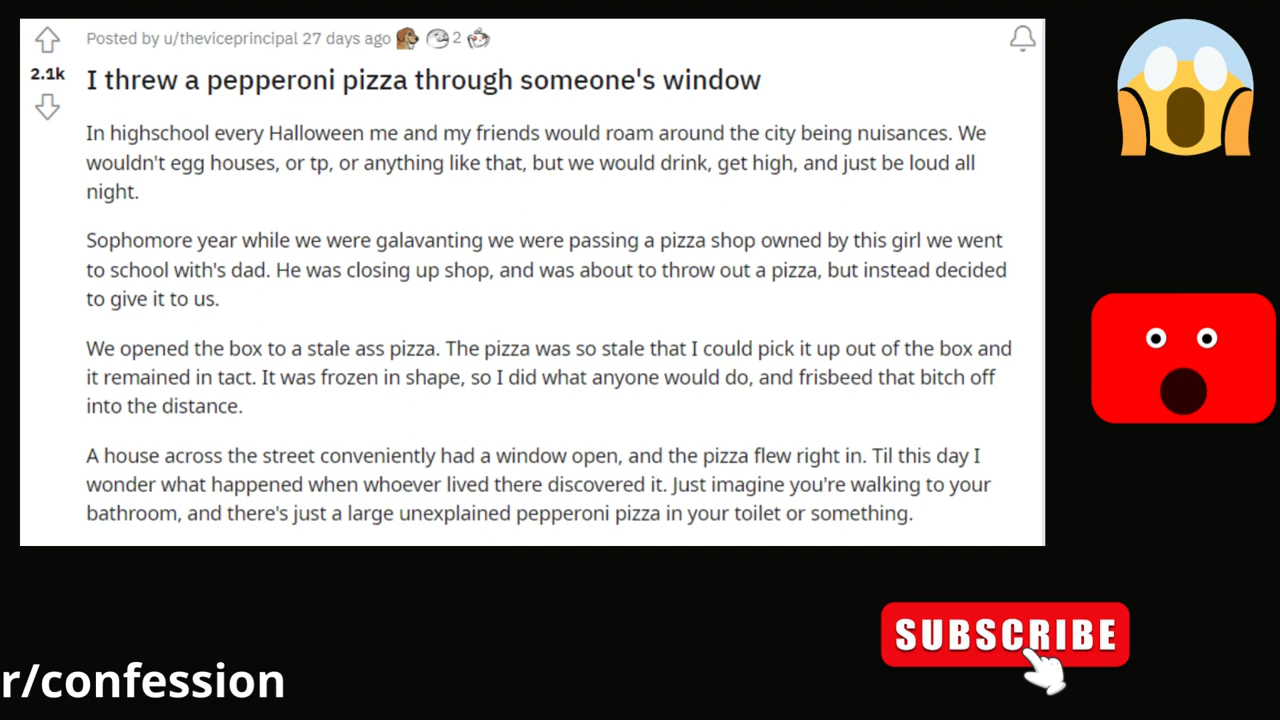 Posted by u/theviceprincipal 27 days ago 2
2.1k
I threw a pepperoni pizza through someone's window
In highschool every Halloween me and my friends would roam around the city being nuisances. We
wouldn't egg houses, or tp, or anything like that, but we would drink, get high, and just be loud all
night.
Sophomore year while we were galavanting we were passing a pizza shop owned by this girl we went
to school with's dad. He was closing up shop, and was about to throw out a pizza, but instead decided
to give it to us.
We opened the box to a stale ass pizza. The pizza was so stale that I could pick it up out of the box and
it remained in tact. It was frozen in shape, so I did what anyone would do, and frisbeed that bitch off
into the distance.
A house across the street conveniently had a window open, and the pizza flew right in. Til this day I
wonder what happened when whoever lived there discovered it. Just imagine you're walking to your
bathroom, and there's just a large unexplained pepperoni pizza in your toilet or something.
SUBSCRIBE
r/confession